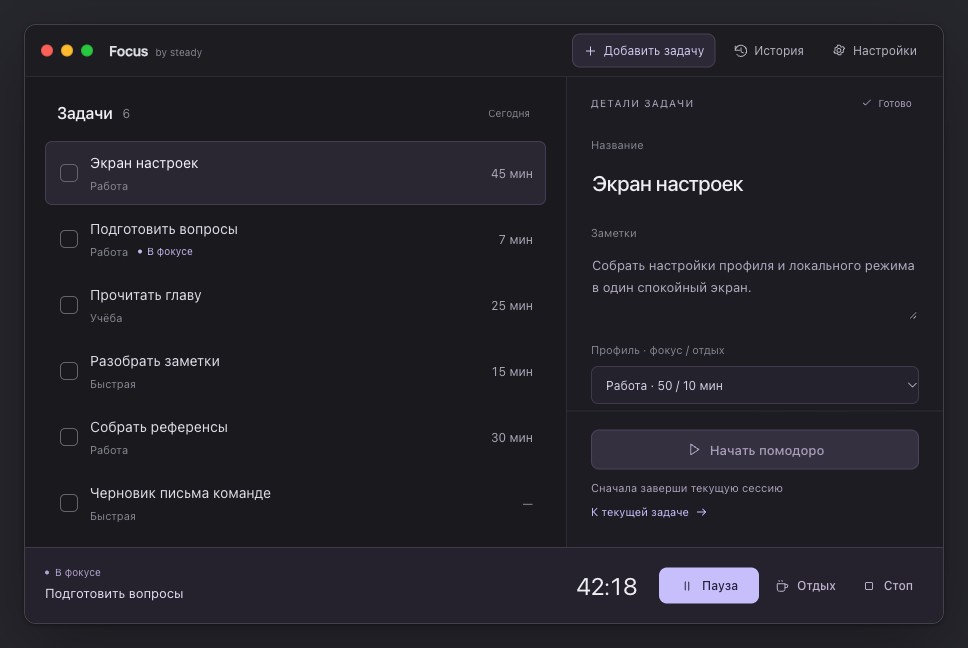 Focus by steady
Добавить задачу
История
Настройки
Задачи 6
Сегодня
Экран настроек
Работа
45 мин
Подготовить вопросы
Работа • В фокусе
7 мин
Прочитать главу
Учёба
25 мин
Разобрать заметки
Быстрая
15 мин
Собрать референсы
Работа
30 мин
Черновик письма команде
Быстрая
—
ДЕТАЛИ ЗАДАЧИ
Готово
Название
Экран настроек
Заметки
Собрать настройки профиля и локального режима
в один спокойный экран.
Профиль · фокус / отдых
Работа · 50 / 10 мин
Начать помодоро
Сначала заверши текущую сессию
К текущей задаче →
• В фокусе
Подготовить вопросы
42:18
Пауза
Отдых
Стоп